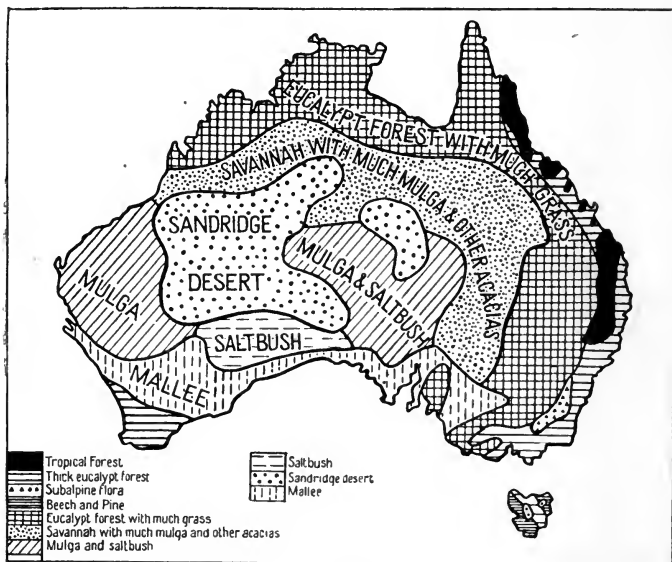 EUCALYPT FOREST WITH MUCH GRASS
SAVANNAH WITH MUCH MULGA & OTHER ACACIAS
SANDRIDGE
DESERT
MULGA & SALTBUSH
MULGA
SALTBUSH
MALLEE
Tropical Forest
Thick eucalypt forest
Subalpine flora
Beech and Pine
Eucalypt forest with much grass
Savannah with much mulga and other acacias
Mulga and saltbush
Saltbush
Sandridge desert
Mallee